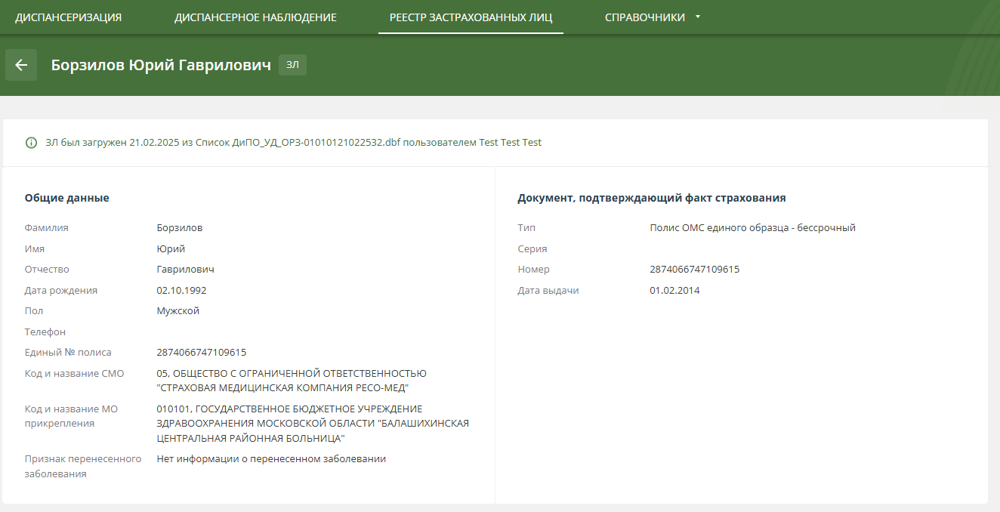 ДИСПАНСЕРИЗАЦИЯ ДИСПАНСЕРНОЕ НАБЛЮДЕНИЕ РЕЕСТР ЗАСТРАХОВАННЫХ ЛИЦ СПРАВОЧНИКИ
Борзилов Юрий Гаврилович ЗЛ
ЗЛ был загружен 21.02.2025 из Список ДиПО_УД_ОРЗ-01010121022532.dbf пользователем Test Test Test
Общие данные
Фамилия Борзилов
Имя Юрий
Отчество Гаврилович
Дата рождения 02.10.1992
Пол Мужской
Телефон
Единый № полиса 2874066747109615
Код и название СМО 05, ОБЩЕСТВО С ОГРАНИЧЕННОЙ ОТВЕТСТВЕННОСТЬЮ
"СТРАХОВАЯ МЕДИЦИНСКАЯ КОМПАНИЯ РЕСО-МЕД"
Код и название МО 010101, ГОСУДАРСТВЕННОЕ БЮДЖЕТНОЕ УЧРЕЖДЕНИЕ
прикрепления ЗДРАВООХРАНЕНИЯ МОСКОВСКОЙ ОБЛАСТИ "БАЛАШИХИНСКАЯ
ЦЕНТРАЛЬНАЯ РАЙОННАЯ БОЛЬНИЦА"
Признак перенесенного Нет информации о перенесенном заболевании
заболевания
Документ, подтверждающий факт страхования
Тип Полис ОМС единого образца - бессрочный
Серия
Номер 2874066747109615
Дата выдачи 01.02.2014